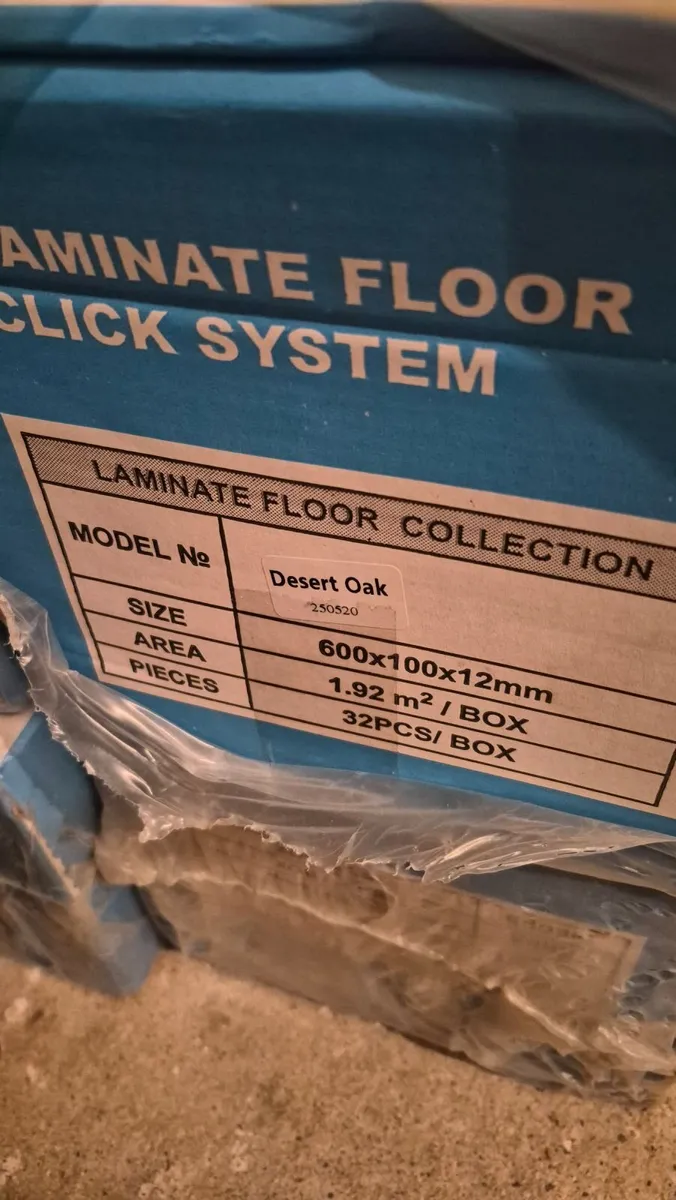 AMINATE FLOOR
CLICK SYSTEM
LAMINATE FLOOR COLLECTION
MODEL №
Desert Oak
250520
SIZE
600x100x12mm
AREA
1.92 m² / BOX
PIECES
32PCS/ BOX